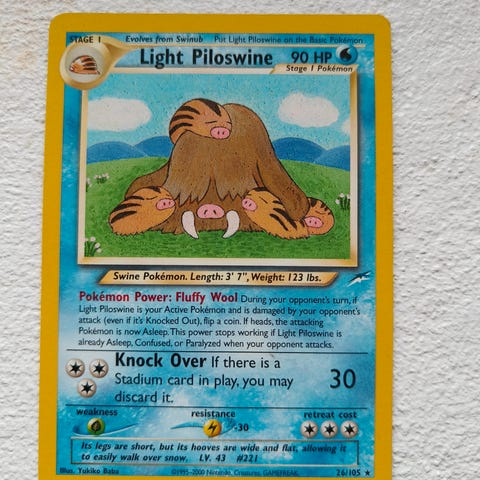 STAGE 1 Evolves from Swinub Put Light Piloswine on the Basic Pokémon
Light Piloswine 90 HP
Stage 1 Pokémon
Swine Pokémon. Length: 3' 7", Weight: 123 lbs.
Pokémon Power: Fluffy Wool During your opponent's turn, if
Light Piloswine is your Active Pokémon and is damaged by your opponent's
attack (even if it's Knocked Out), flip a coin. If heads, the attacking
Pokémon is now Asleep. This power stops working if Light Piloswine is
already Asleep, Confused, or Paralyzed when your opponent attacks.
Knock Over If there is a
Stadium card in play, you may
discard it.
30
weakness resistance retreat cost
-30
its legs are short, but its hooves are wide and flat, allowing it
to easily walk over snow. LV. 43 #221
Illus. Yukiko Baba ©1995-2000 Nintendo, Creatures, GAMEFREAK. 26/105 ★